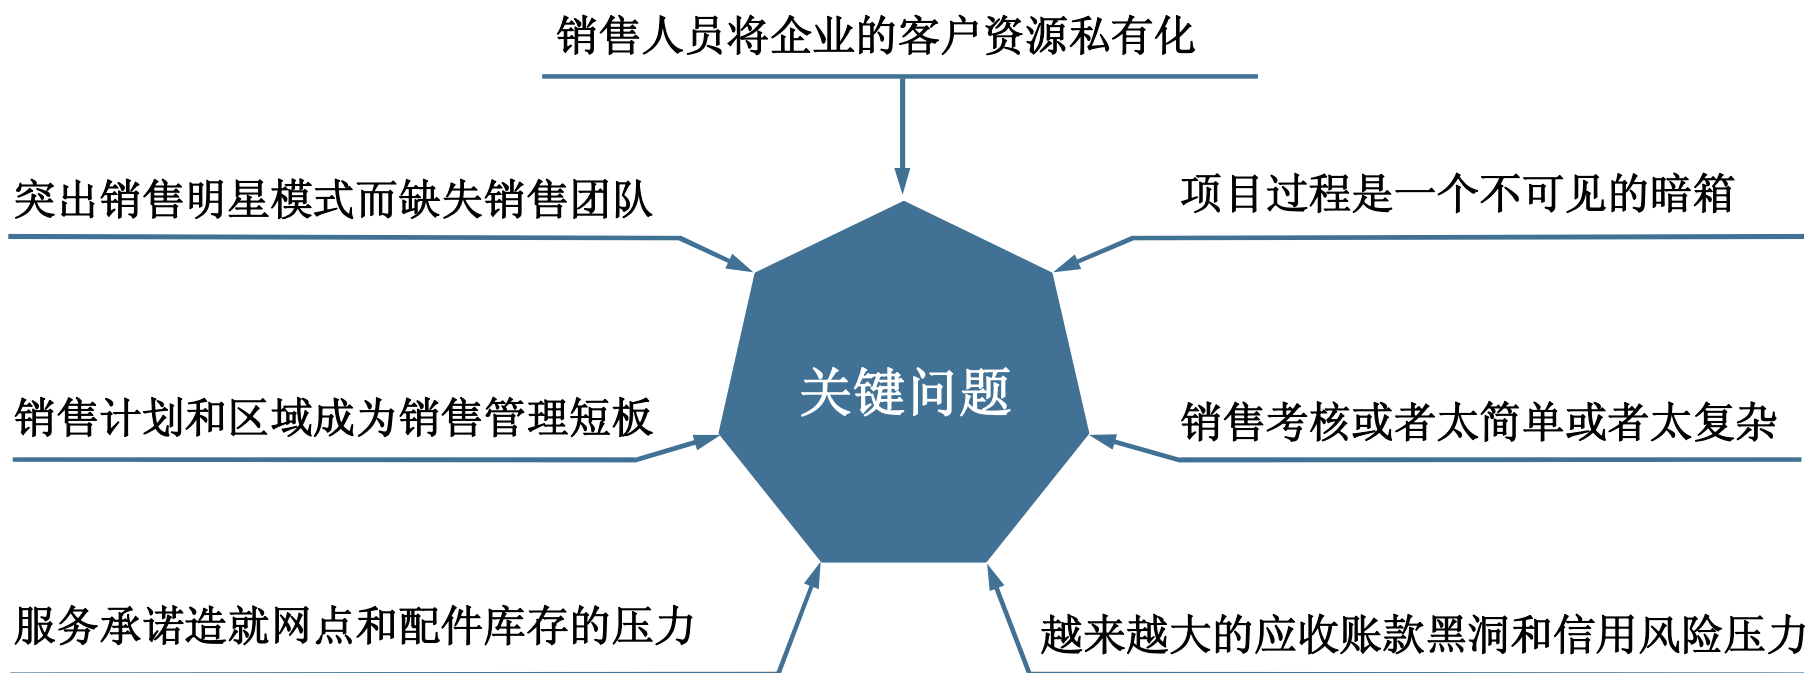 销售人员将企业的客户资源私有化
突出销售明星模式而缺失销售团队
项目过程是一个不可见的暗箱
关键问题
销售计划和区域成为销售管理短板
销售考核或者太简单或者太复杂
服务承诺造就网点和配件库存的压力
越来越大的应收账款黑洞和信用风险压力